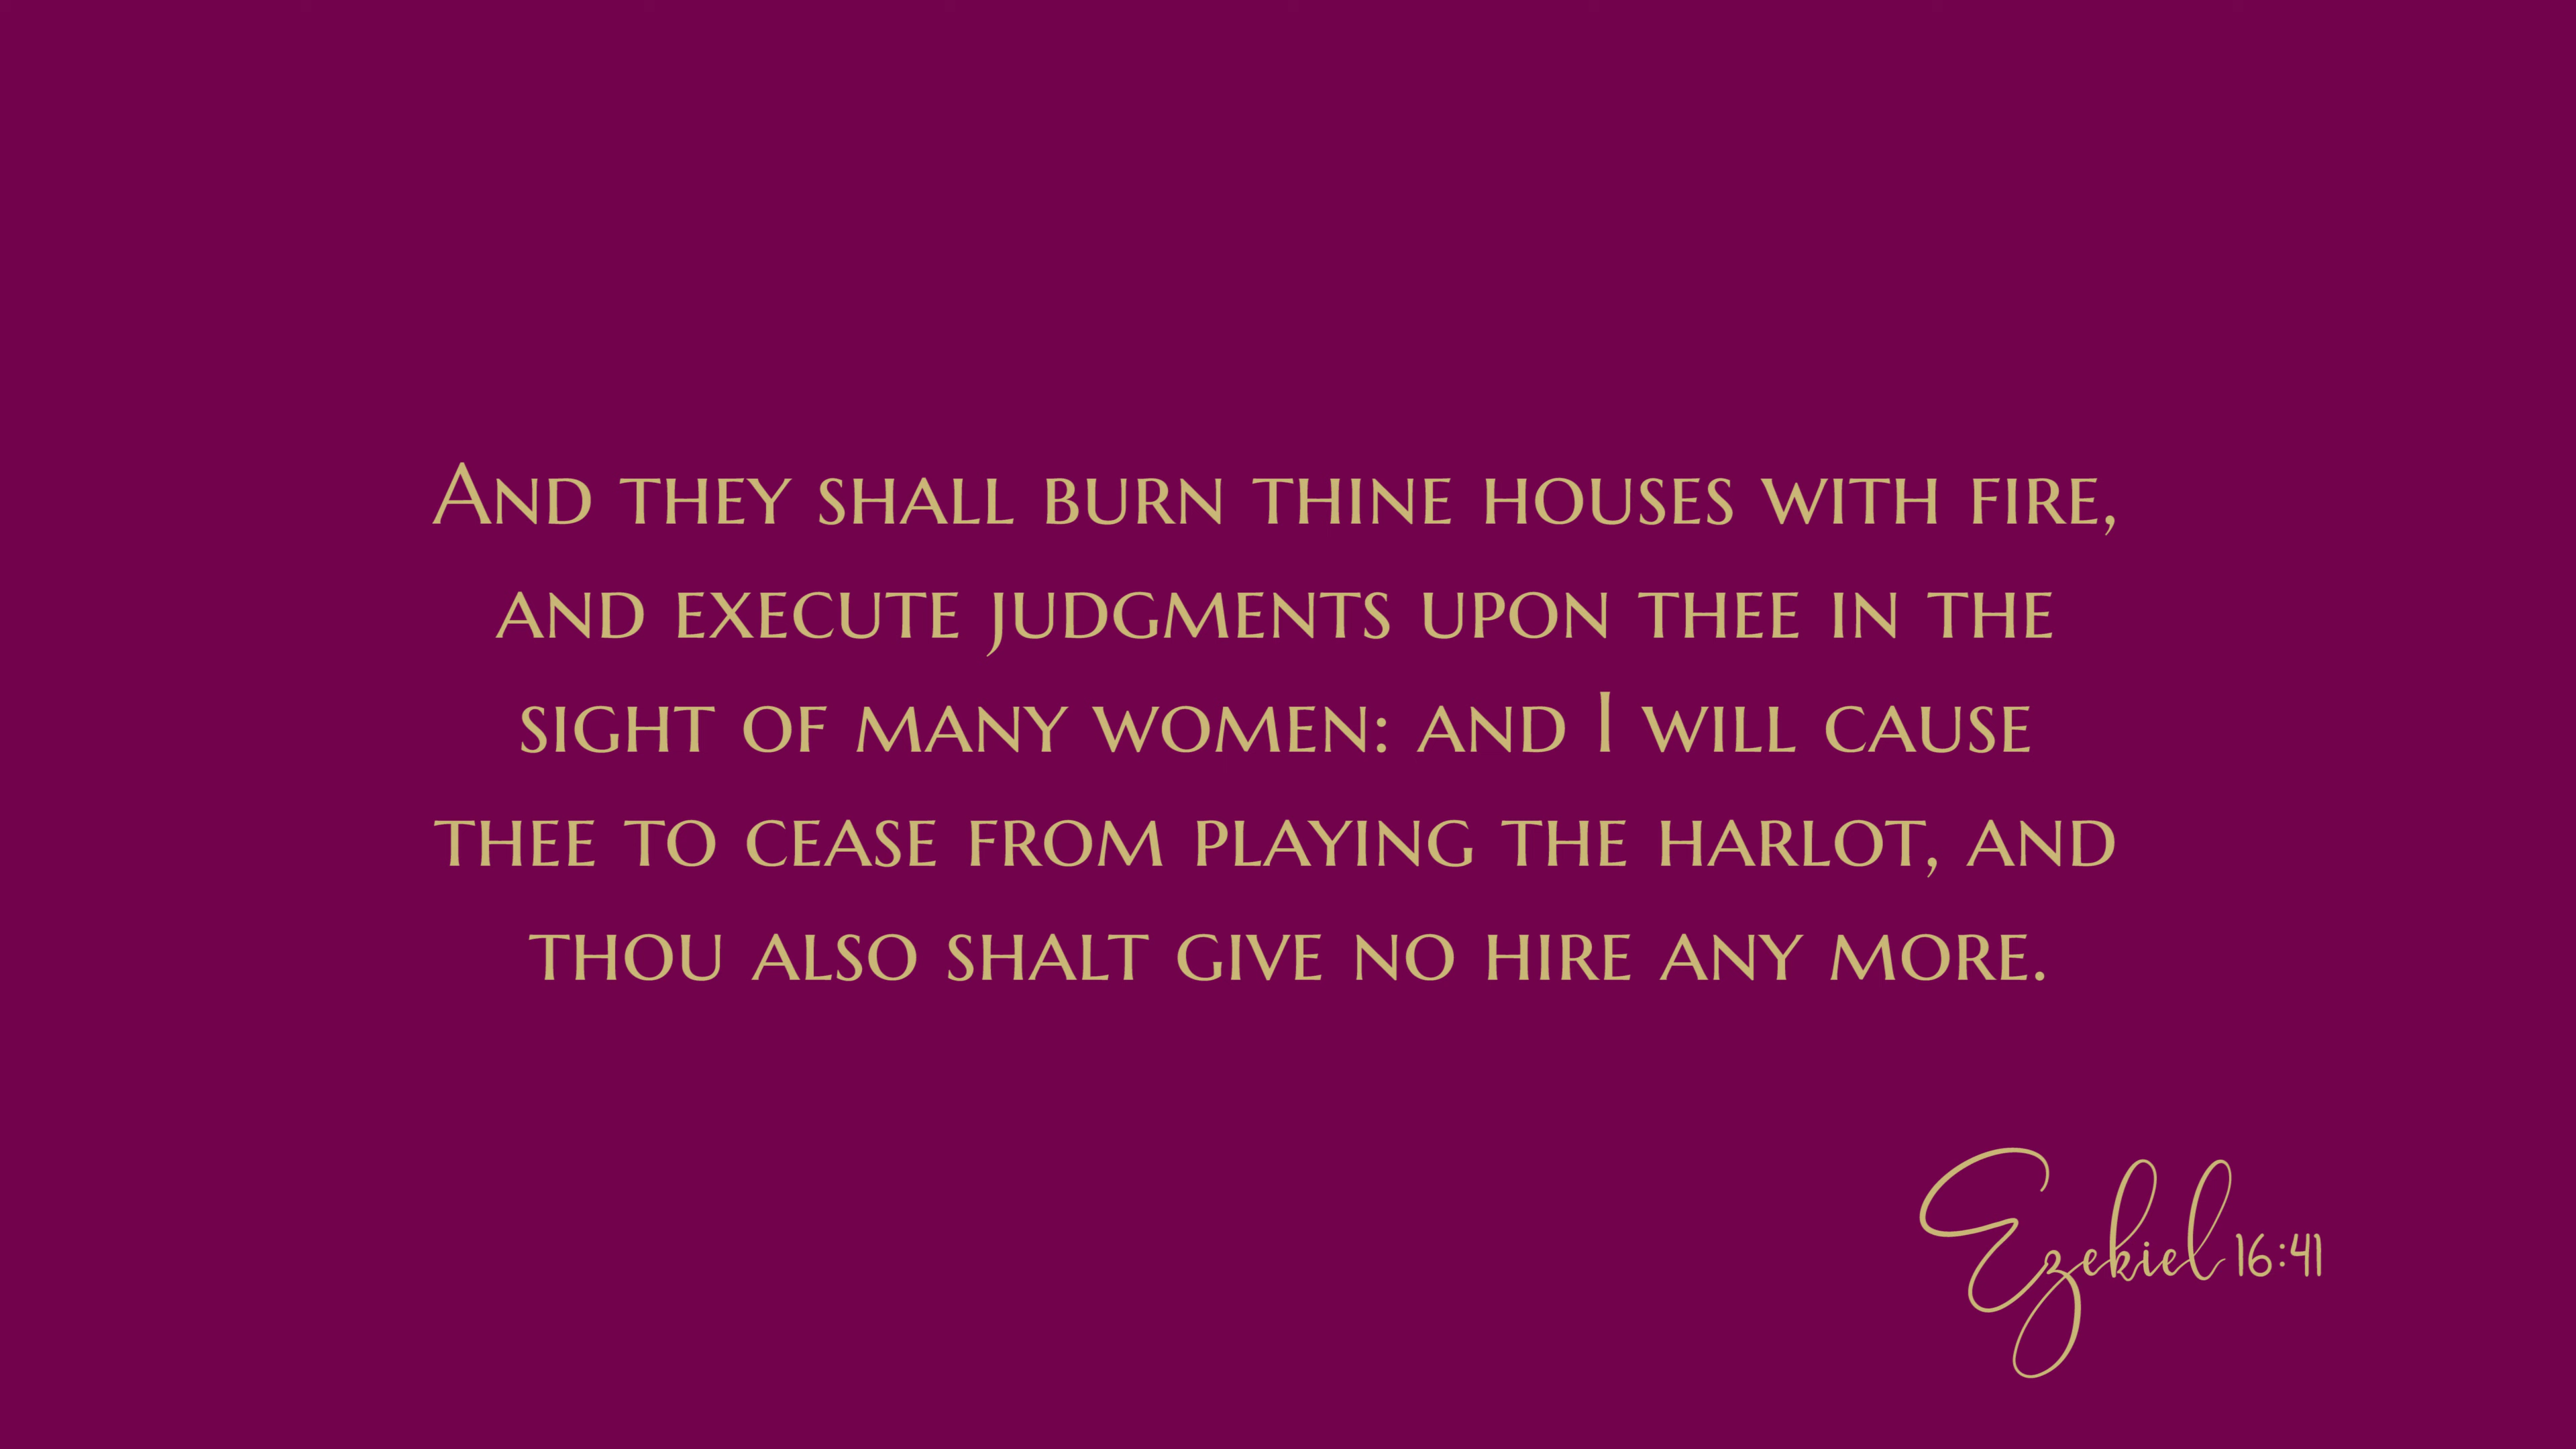 And they shall burn thine houses with fire,
and execute judgments upon thee in the
sight of many women: and I will cause
thee to cease from playing the harlot, and
thou also shalt give no hire any more.
Ezekiel 16:41